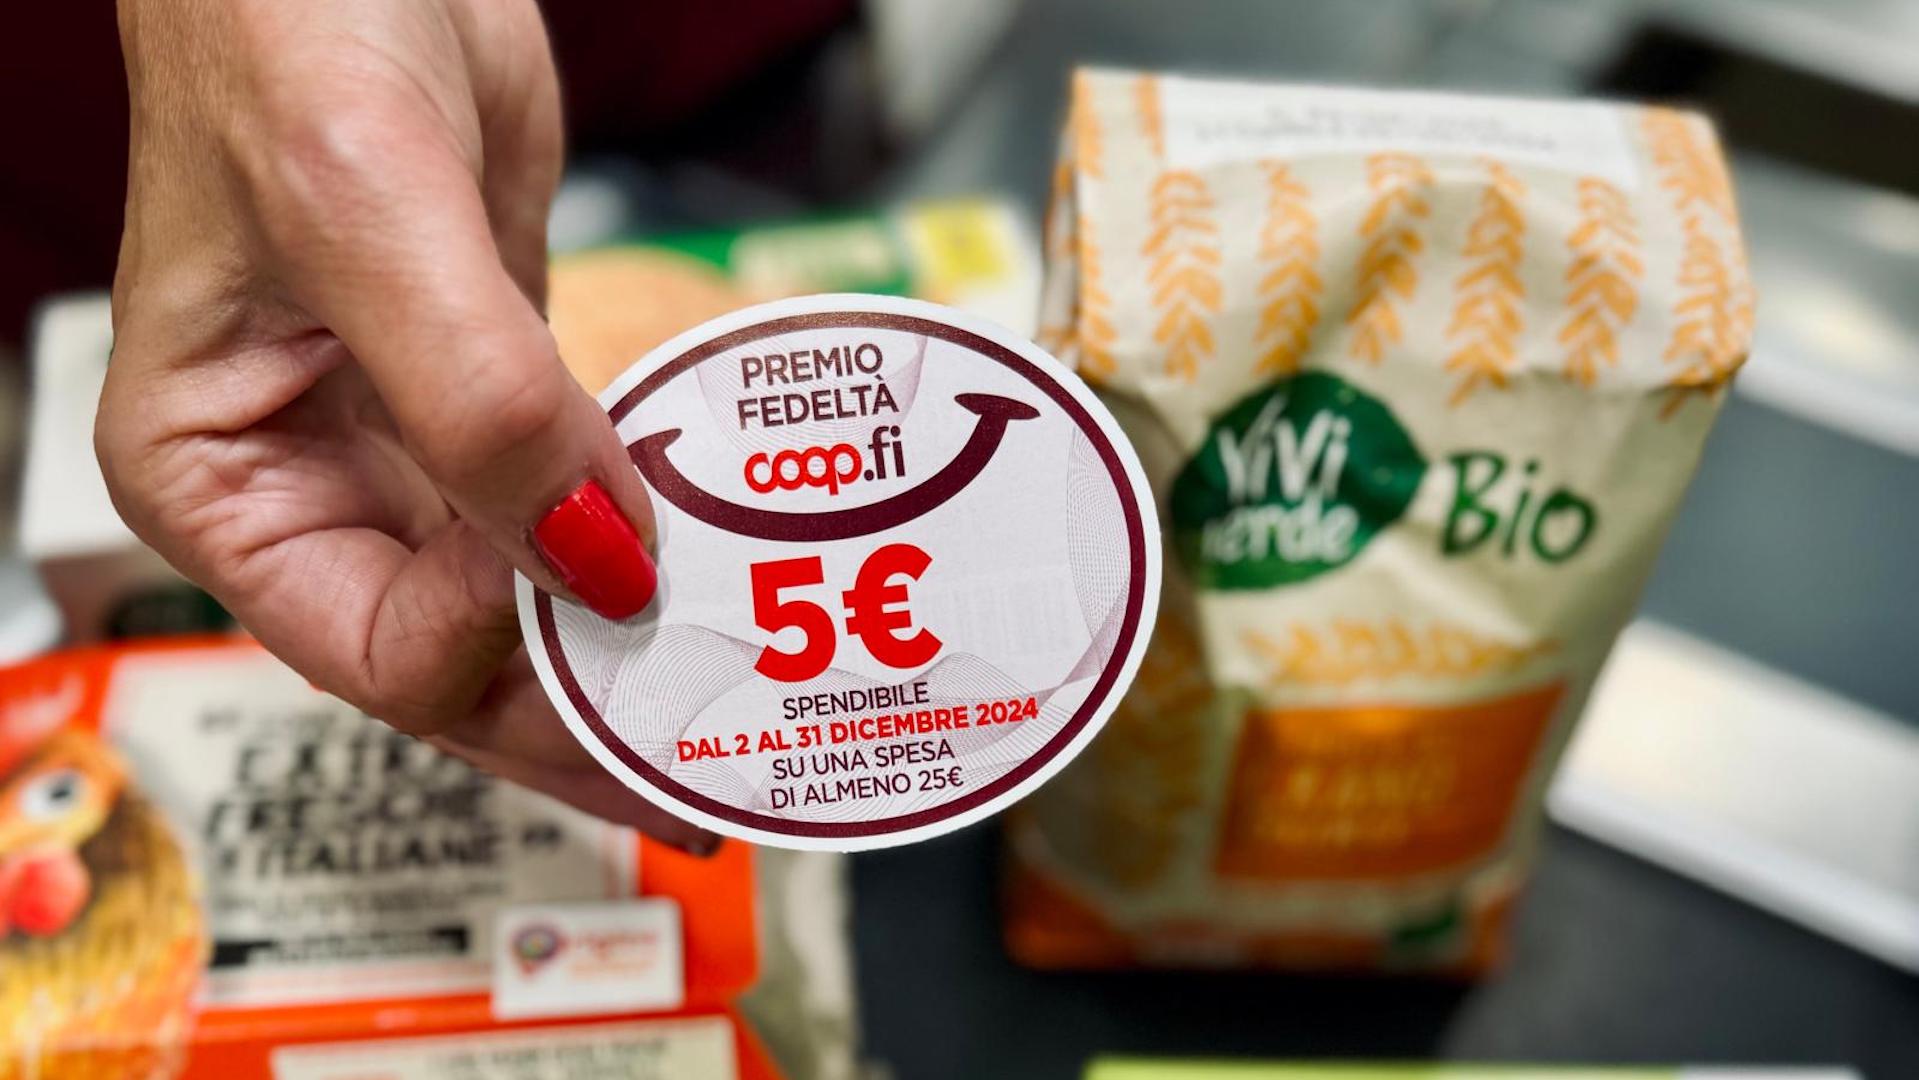 PREMIO
FEDELTÀ
coop.fi
5€
SPENDIBILE
DAL 2 AL 31 DICEMBRE 2024
SU UNA SPESA
DI ALMENO 25€
ViVi
verde
Bio
EXTRA
FRESCHE
ITALIANE